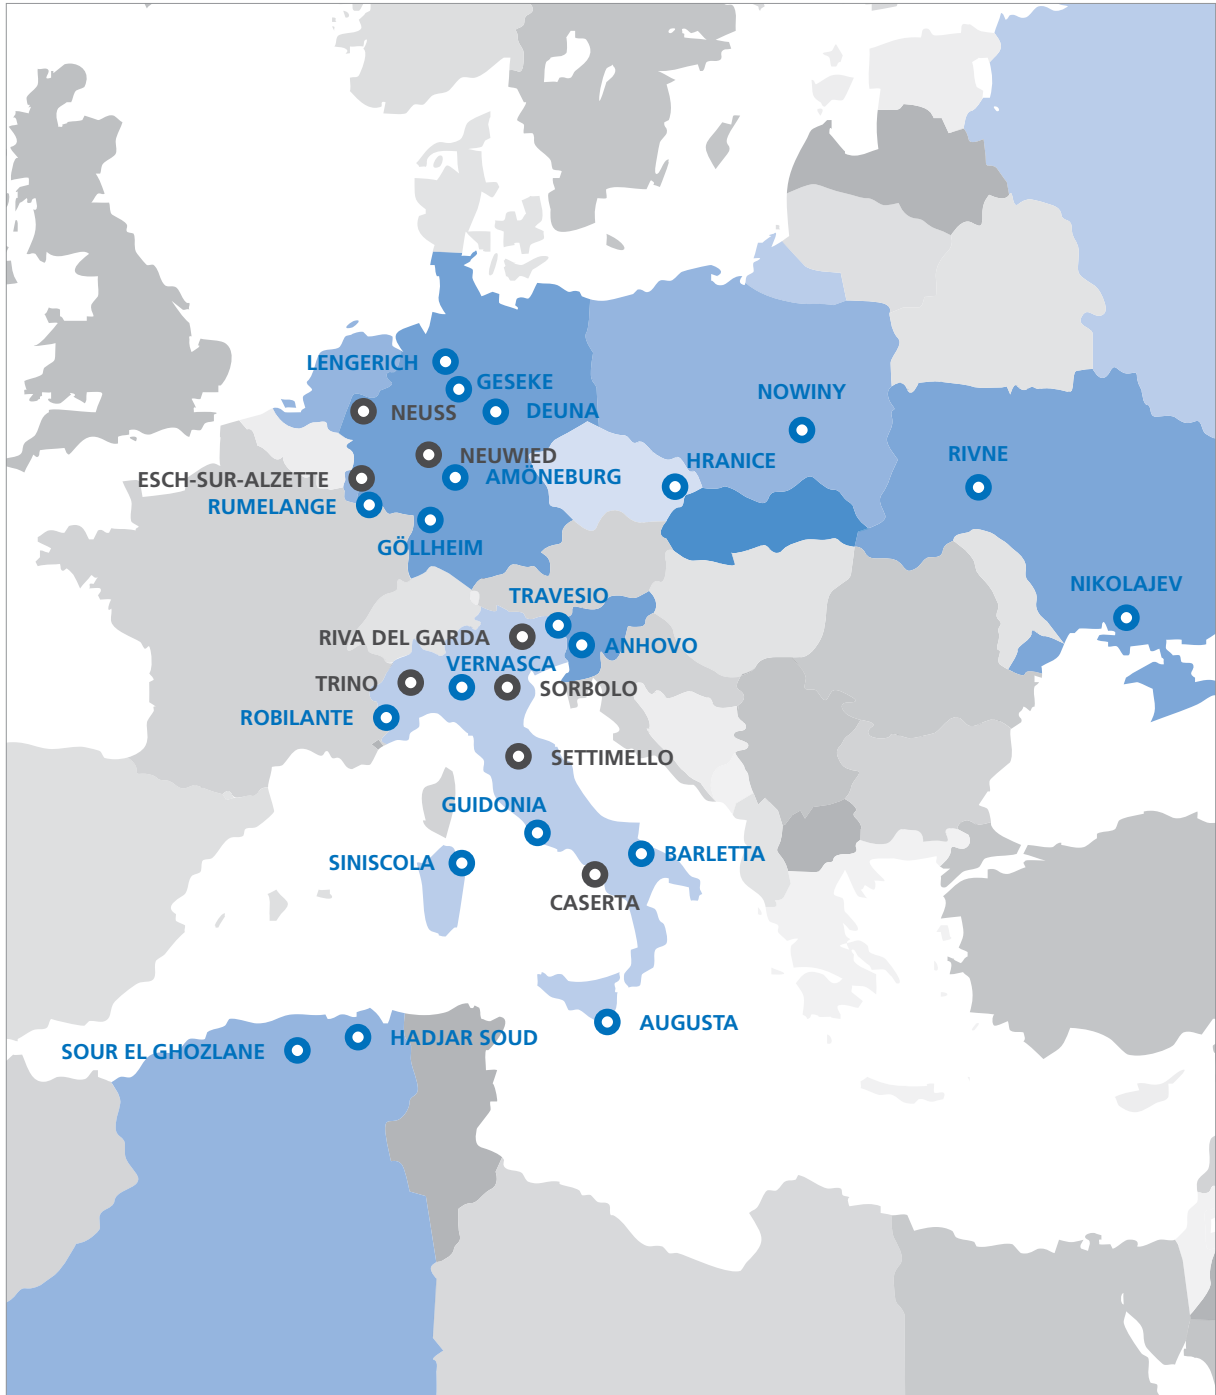 LENGERICH
GESEKE
NEUSS
DEUNA
NOWINY
NEUWIED
HRANICE
RIVNE
ESCH-SUR-ALZETTE
AMÖNEBURG
RUMELANGE
GÖLLHEIM
NIKOLAJEV
TRAVESIO
RIVA DEL GARDA
ANHOVO
VERNASCA
TRINO
SORBOLO
ROBILANTE
SETTIMELLO
GUIDONIA
SINISCOLA
BARLETTA
CASERTA
AUGUSTA
HADJAR SOUD
SOUR EL GHOZLANE